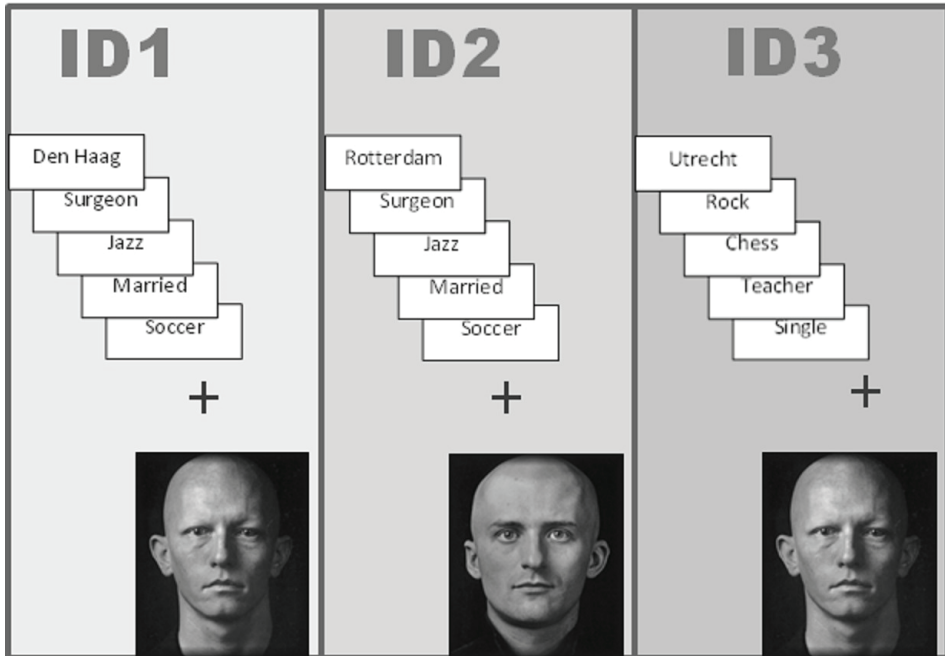 ID1
Den Haag
Surgeon
Jazz
Married
Soccer
+
ID2
Rotterdam
Surgeon
Jazz
Married
Soccer
+
ID3
Utrecht
Rock
Chess
Teacher
Single
+